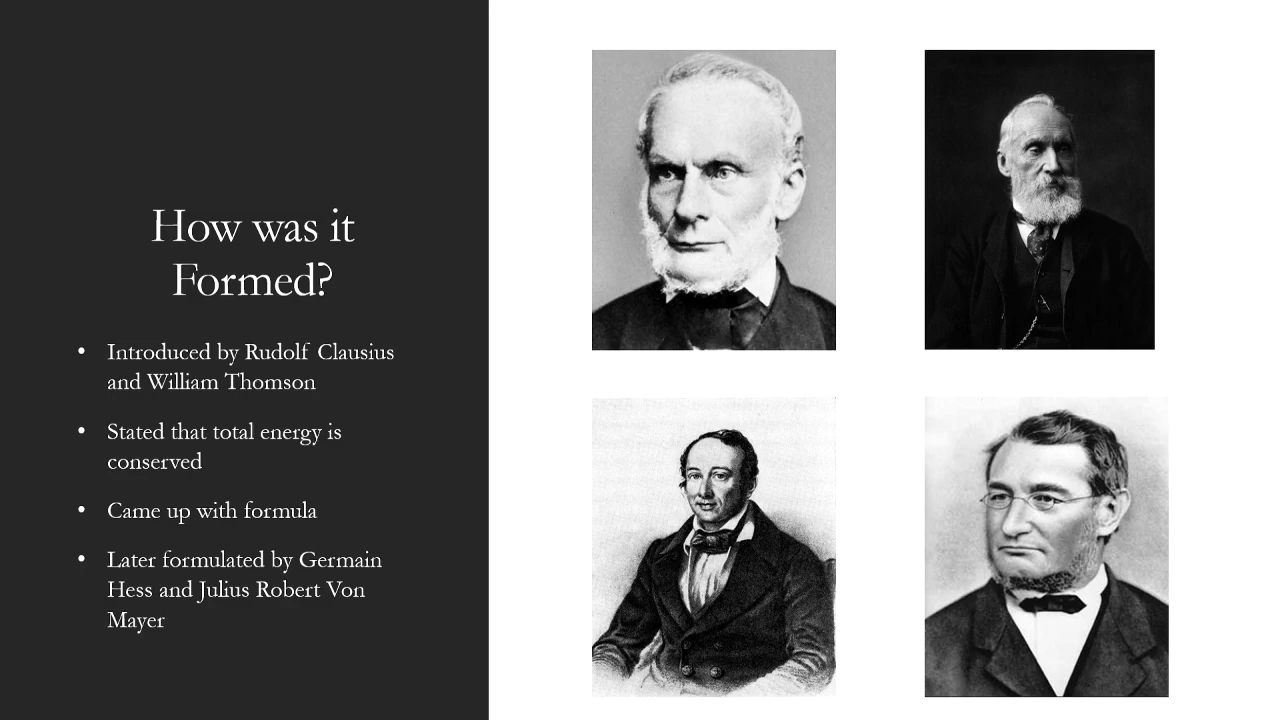 How was it
Formed?
• Introduced by Rudolf Clausius
and William Thomson
• Stated that total energy is
conserved
• Came up with formula
• Later formulated by Germain
Hess and Julius Robert Von
Mayer